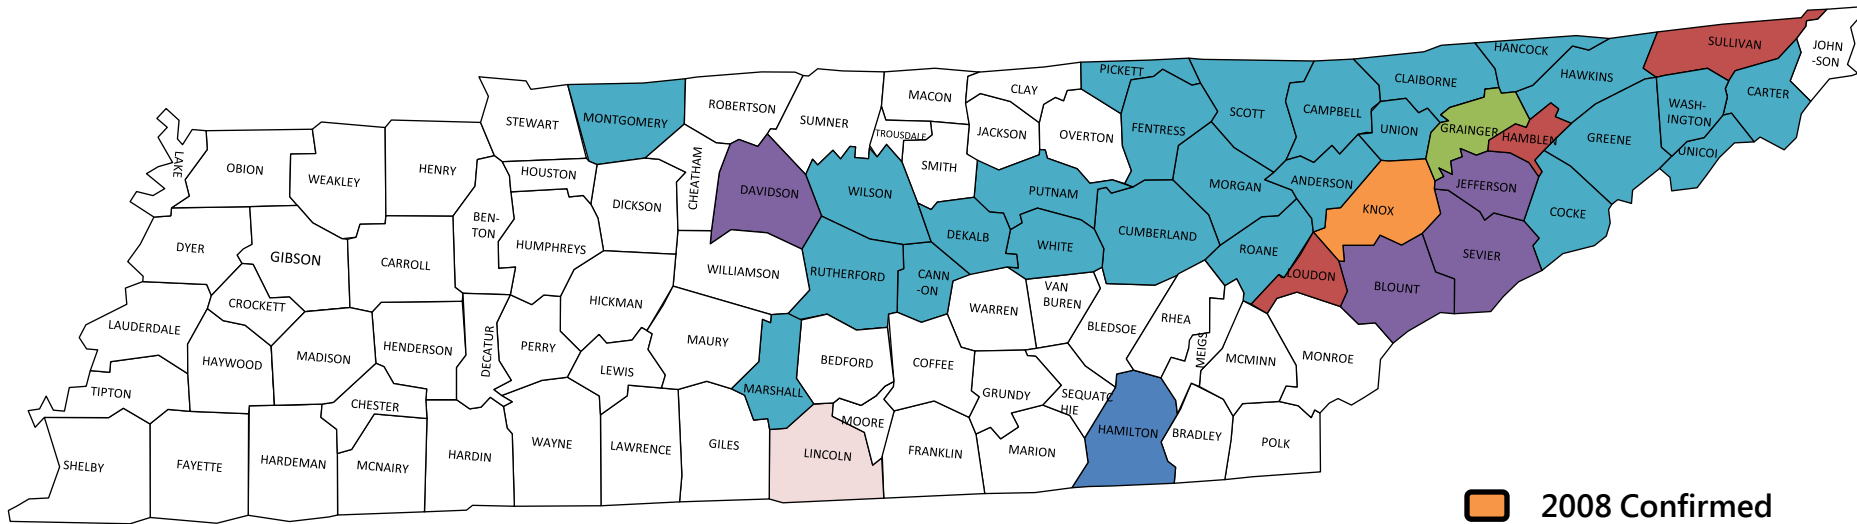 HANCOCK
SULLIVAN
JOHN
-SON
PICKETT
CLAIBORNE
HAWKINS
CARTER
CLAY
MACON
ROBERTSON
SUMNER
MONTGOMERY
STEWART
TROUSDALE
JACKSON
OVERTON
FENTRESS
SCOTT
CAMPBELL
UNION
GRAINGER
HAMBLEN
GREENE
WASH-
INGTON
UNICOI
LAKE
OBION
WEAKLEY
HENRY
HOUSTON
CHEATHAM
SMITH
DICKSON
DAVIDSON
WILSON
PUTNAM
MORGAN
ANDERSON
KNOX
JEFFERSON
COCKE
BEN-
TON
HUMPHREYS
DEKALB
WHITE
CUMBERLAND
ROANE
SEVIER
DYER
GIBSON
CARROLL
WILLIAMSON
RUTHERFORD
CANN
-ON
LOUDON
BLOUNT
CROCKETT
HICKMAN
WARREN
VAN
BUREN
BLEDSOE
RHEA
MEIGS
LAUDERDALE
HAYWOOD
MADISON
HENDERSON
DECATUR
PERRY
LEWIS
MAURY
BEDFORD
COFFEE
MCMINN
MONROE
TIPTON
CHESTER
MARSHALL
GRUNDY
SEQUATC
HIE
SHELBY
FAYETTE
HARDEMAN
MCNAIRY
HARDIN
WAYNE
LAWRENCE
GILES
LINCOLN
MOORE
FRANKLIN
MARION
HAMILTON
BRADLEY
POLK
2008 Confirmed